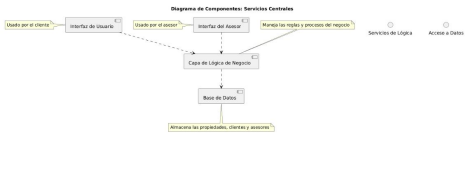 Diagrama de Componentes: Servicios Centrales
Usado por el cliente
Interfaz de Usuario
Usado por el asesor
Interfaz del Asesor
Maneja las reglas y procesos del negocio
Servicios de Lógica
Acceso a Datos
Capa de Lógica de Negocio
Base de Datos
Almacena las propiedades, clientes y asesores